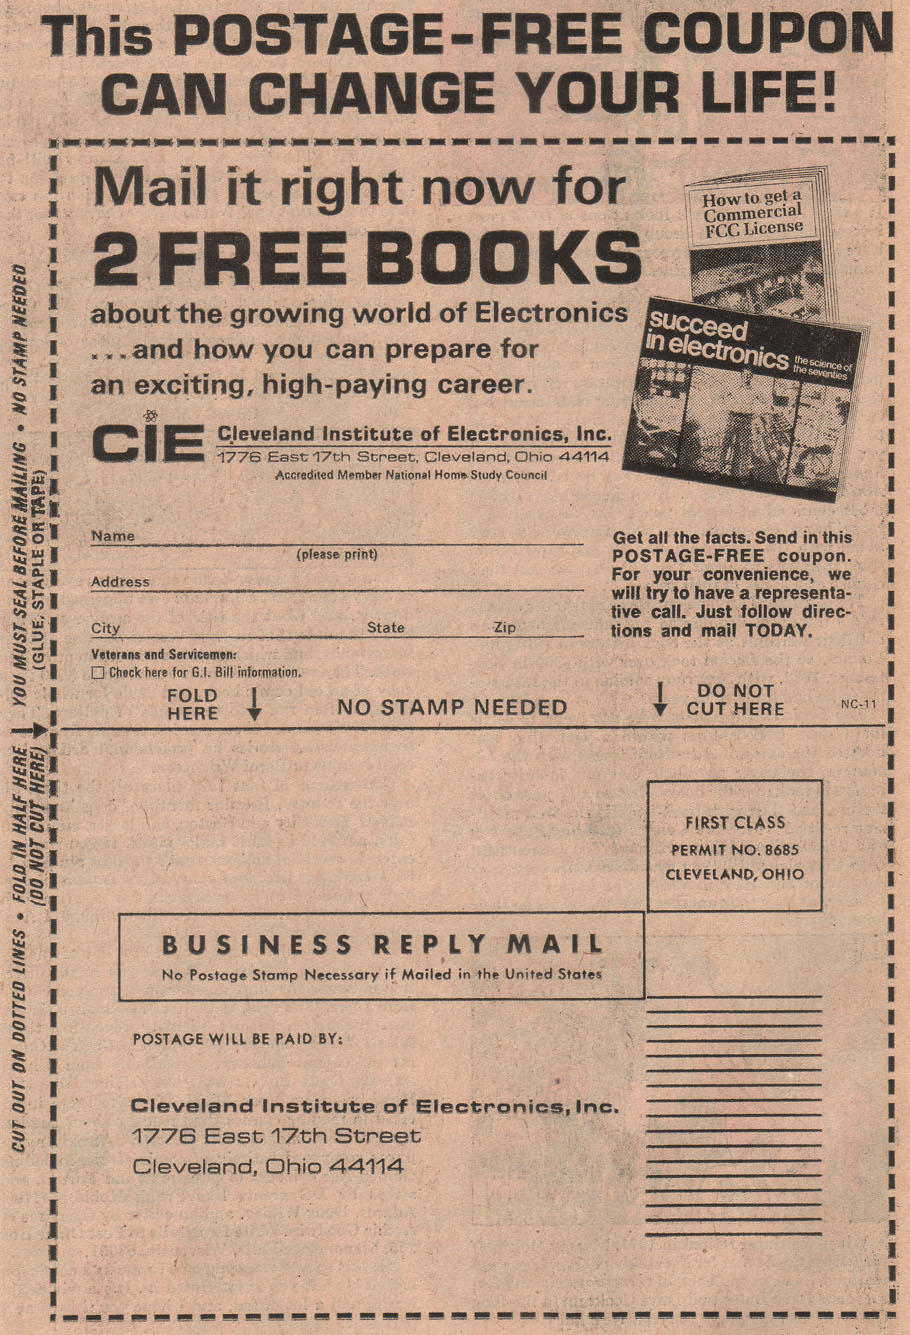 This POSTAGE-FREE COUPON
CAN CHANGE YOUR LIFE!
Mail it right now for
2 FREE BOOKS
about the growing world of Electronics
...and how you can prepare for
an exciting, high-paying career.
How to get a
Commercial
FCC License
succeed
in electronics
the science of
the seventies
CIE
Cleveland Institute of Electronics, Inc.
1776 East 17th Street, Cleveland, Ohio 44114
Accredited Member National Home Study Council
Name
(please print)
Address
City State Zip
Veterans and Servicemen:
Check here for G.I. Bill information.
Get all the facts. Send in this
POSTAGE-FREE coupon.
For your convenience, we
will try to have a representa-
tive call. Just follow direc-
tions and mail TODAY.
FOLD
HERE
NO STAMP NEEDED
DO NOT
CUT HERE
NC-11
CUT OUT ON DOTTED LINES • FOLD IN HALF HERE YOU MUST SEAL BEFORE MAILING • NO STAMP NEEDED
(DO NOT CUT HERE) (GLUE, STAPLE OR TAPE)
FIRST CLASS
PERMIT NO. 8685
CLEVELAND, OHIO
BUSINESS REPLY MAIL
No Postage Stamp Necessary if Mailed in the United States
POSTAGE WILL BE PAID BY:
Cleveland Institute of Electronics, Inc.
1776 East 17th Street
Cleveland, Ohio 44114